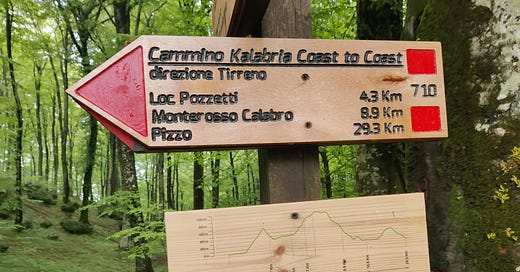 Cammino Kalabria Coast to Coast
direzione Tirreno
710
Loc Pozzetti 4.3 Km
Monterosso Calabro 8.9 Km
Pizzo 29.3 Km